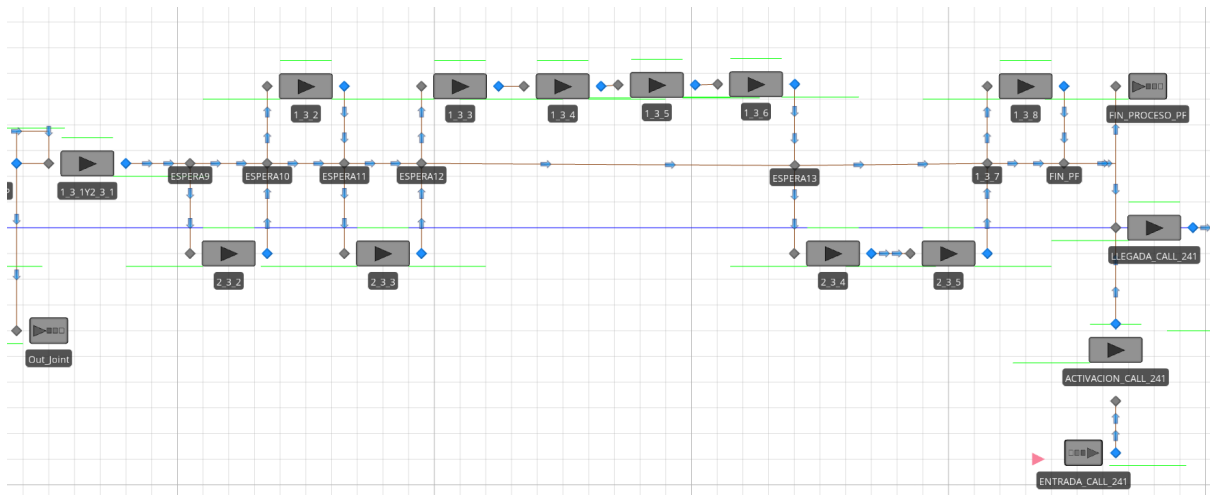 1_3_2
1_3_3
1_3_4
1_3_5
1_3_6
1_3_8
FIN_PROCESO_PF
1_3_1Y2_3_1
ESPERA9
ESPERA10
ESPERA11
ESPERA12
ESPERA13
1_3_7
FIN_PF
2_3_2
2_3_3
2_3_4
2_3_5
LLEGADA_CALL_241
Out_Joint
ACTIVACION_CALL_241
ENTRADA_CALL_241